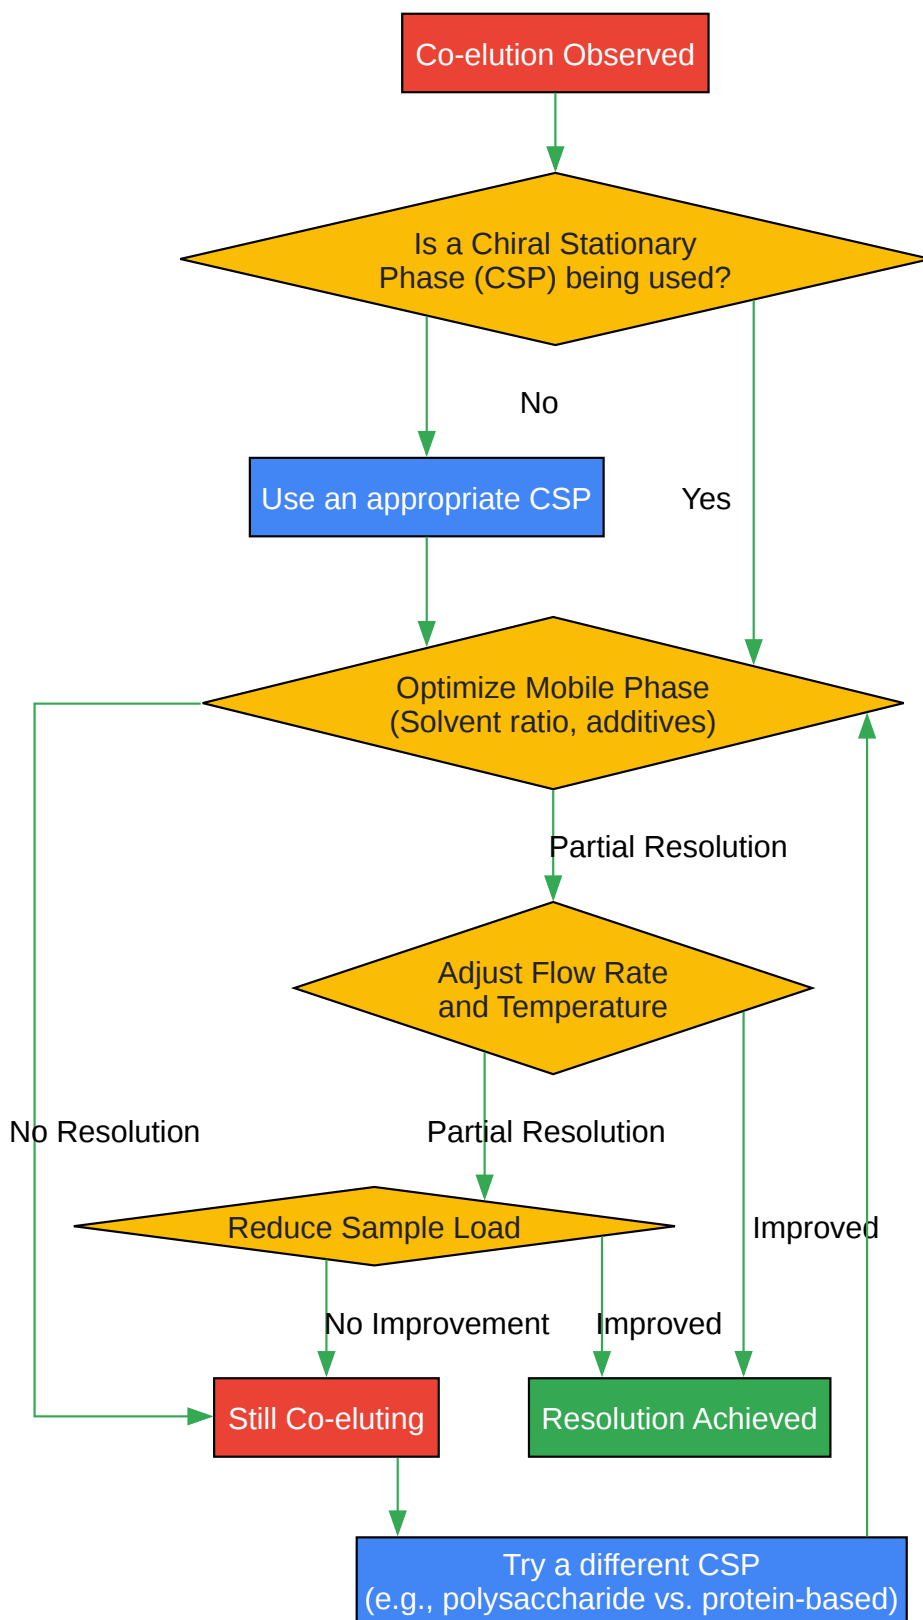 Co-elution Observed
Is a Chiral Stationary
Phase (CSP) being used?
No
Use an appropriate CSP
Yes
Optimize Mobile Phase
(Solvent ratio, additives)
Partial Resolution
Adjust Flow Rate
and Temperature
No Resolution
Partial Resolution
Reduce Sample Load
Improved
No Improvement
Improved
Still Co-eluting
Resolution Achieved
Try a different CSP
(e.g., polysaccharide vs. protein-based)